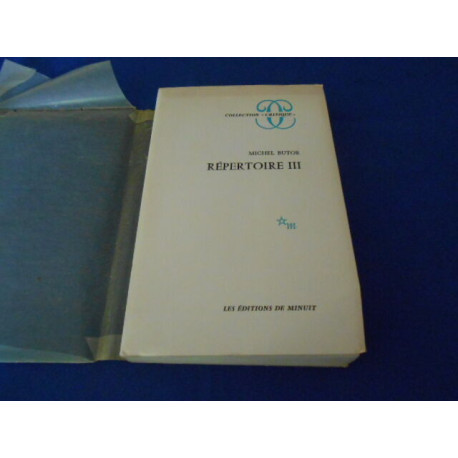 COLLECTION « CRITIQUE »
MICHEL BUTOR
RÉPERTOIRE III
m
LES ÉDITIONS DE MINUIT